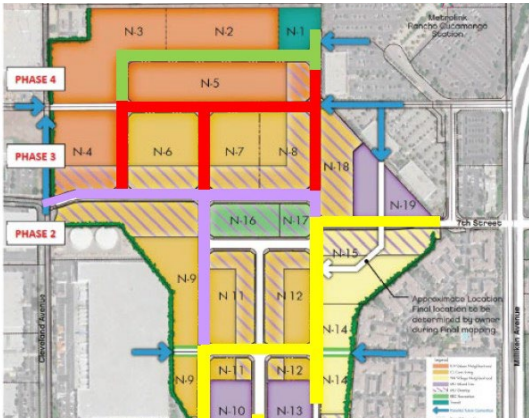 N-3
N-2
N-1
Metrolink
Rancho Cucamonga
Station
PHASE 4
N-5
PHASE 3
N-4
N-6
N-7
N-8
N-18
N-19
PHASE 2
N-16
N-17
7th Street
N-15
N-9
N-11
N-12
Approximate Location
Final location to be
determined by owner
during final mapping.
N-14
Cleveland Avenue
Milliken Avenue
N-11
N-12
N-9
N-14
N-10
N-13